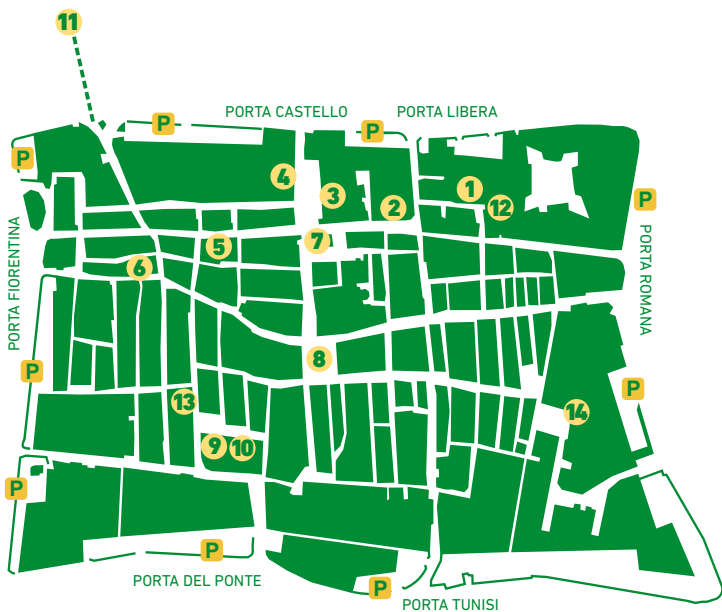 11
PORTA CASTELLO
PORTA LIBERA
P
P
P
4
1
3
12
2
P
7
5
6
PORTA FIORENTINA
PORTA ROMANA
8
P
P
13
14
9
10
P
P
PORTA DEL PONTE
P
PORTA TUNISI